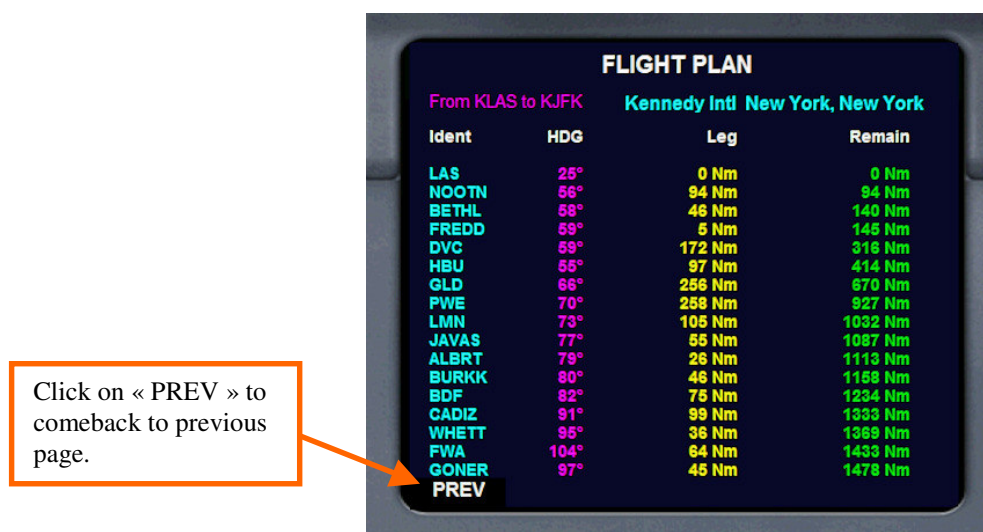 FLIGHT PLAN
From KLAS to KJFK Kennedy Intl New York, New York
Ident HDG Leg Remain
LAS 25° 0 Nm 0 Nm
NOOTN 56° 94 Nm 94 Nm
BETHL 58° 46 Nm 140 Nm
FREDD 59° 5 Nm 145 Nm
DVC 59° 172 Nm 316 Nm
HBU 55° 97 Nm 414 Nm
GLD 66° 256 Nm 670 Nm
PWE 70° 258 Nm 927 Nm
LMN 73° 105 Nm 1032 Nm
JAVAS 77° 55 Nm 1087 Nm
ALBRT 79° 26 Nm 1113 Nm
BURKK 80° 46 Nm 1158 Nm
BDF 82° 75 Nm 1234 Nm
CADIZ 91° 99 Nm 1333 Nm
WHETT 95° 36 Nm 1369 Nm
FWA 104° 64 Nm 1433 Nm
GONER 97° 45 Nm 1478 Nm
PREV
Click on « PREV » to
comeback to previous
page.